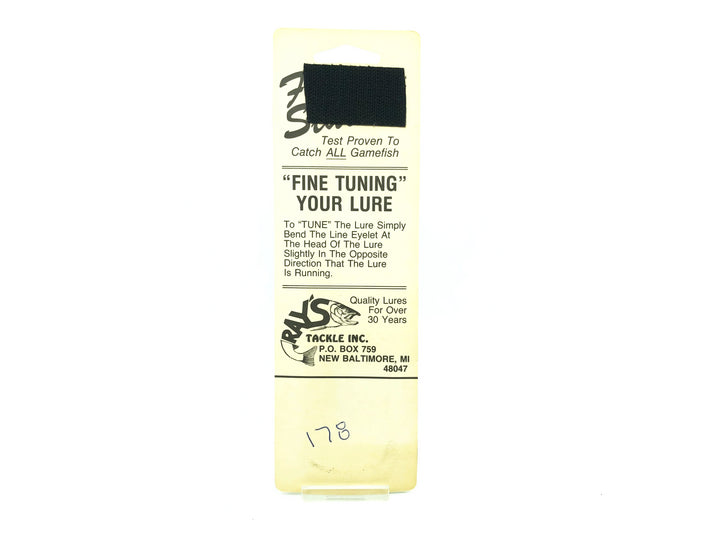 Test Proven To
Catch ALL Gamefish
"FINE TUNING"
YOUR LURE
To "TUNE" The Lure Simply
Bend The Line Eyelet At
The Head Of The Lure
Slightly In The Opposite
Direction That The Lure
Is Running.
RAY'S
Quality Lures
For Over
30 Years
TACKLE INC.
P.O. BOX 759
NEW BALTIMORE, MI
48047
178